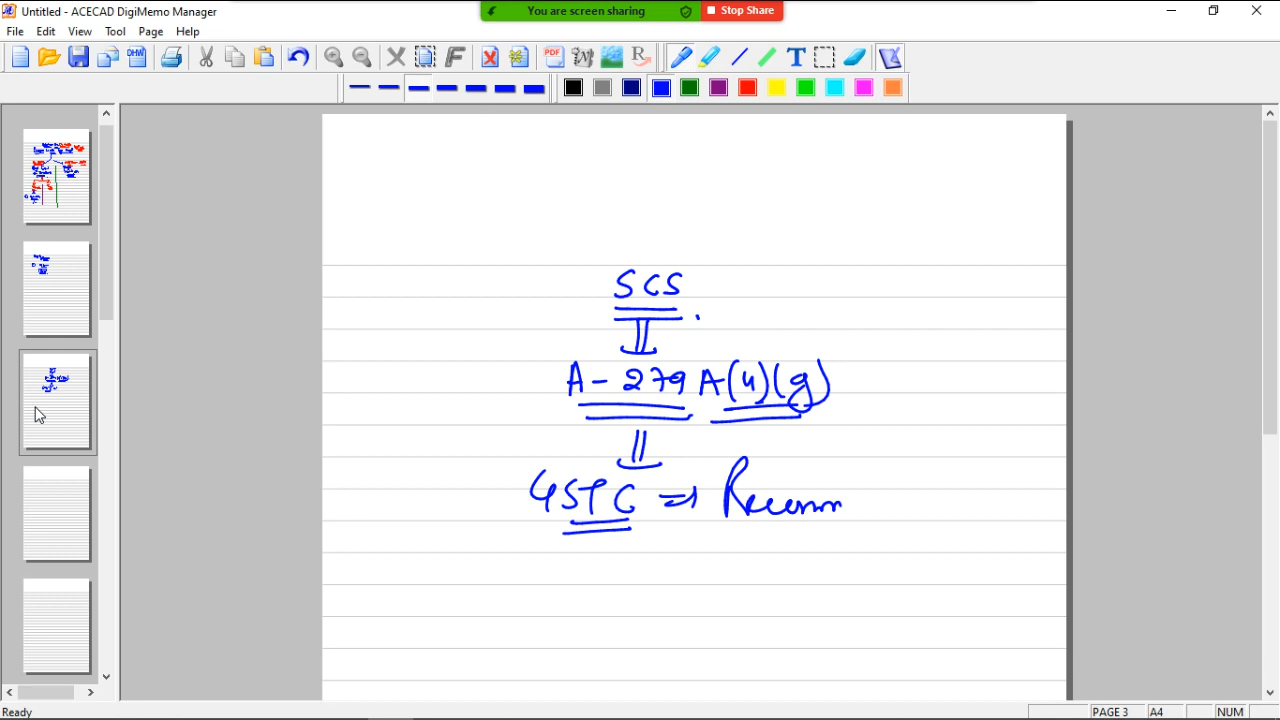 Untitled - ACECAD DigiMemo Manager
You are screen sharing
Stop Share
File Edit View Tool Page Help
SCS
A - 279 A(4)(g)
GSTC ⇒ Recomm
Ready
PAGE 3 A4 NUM